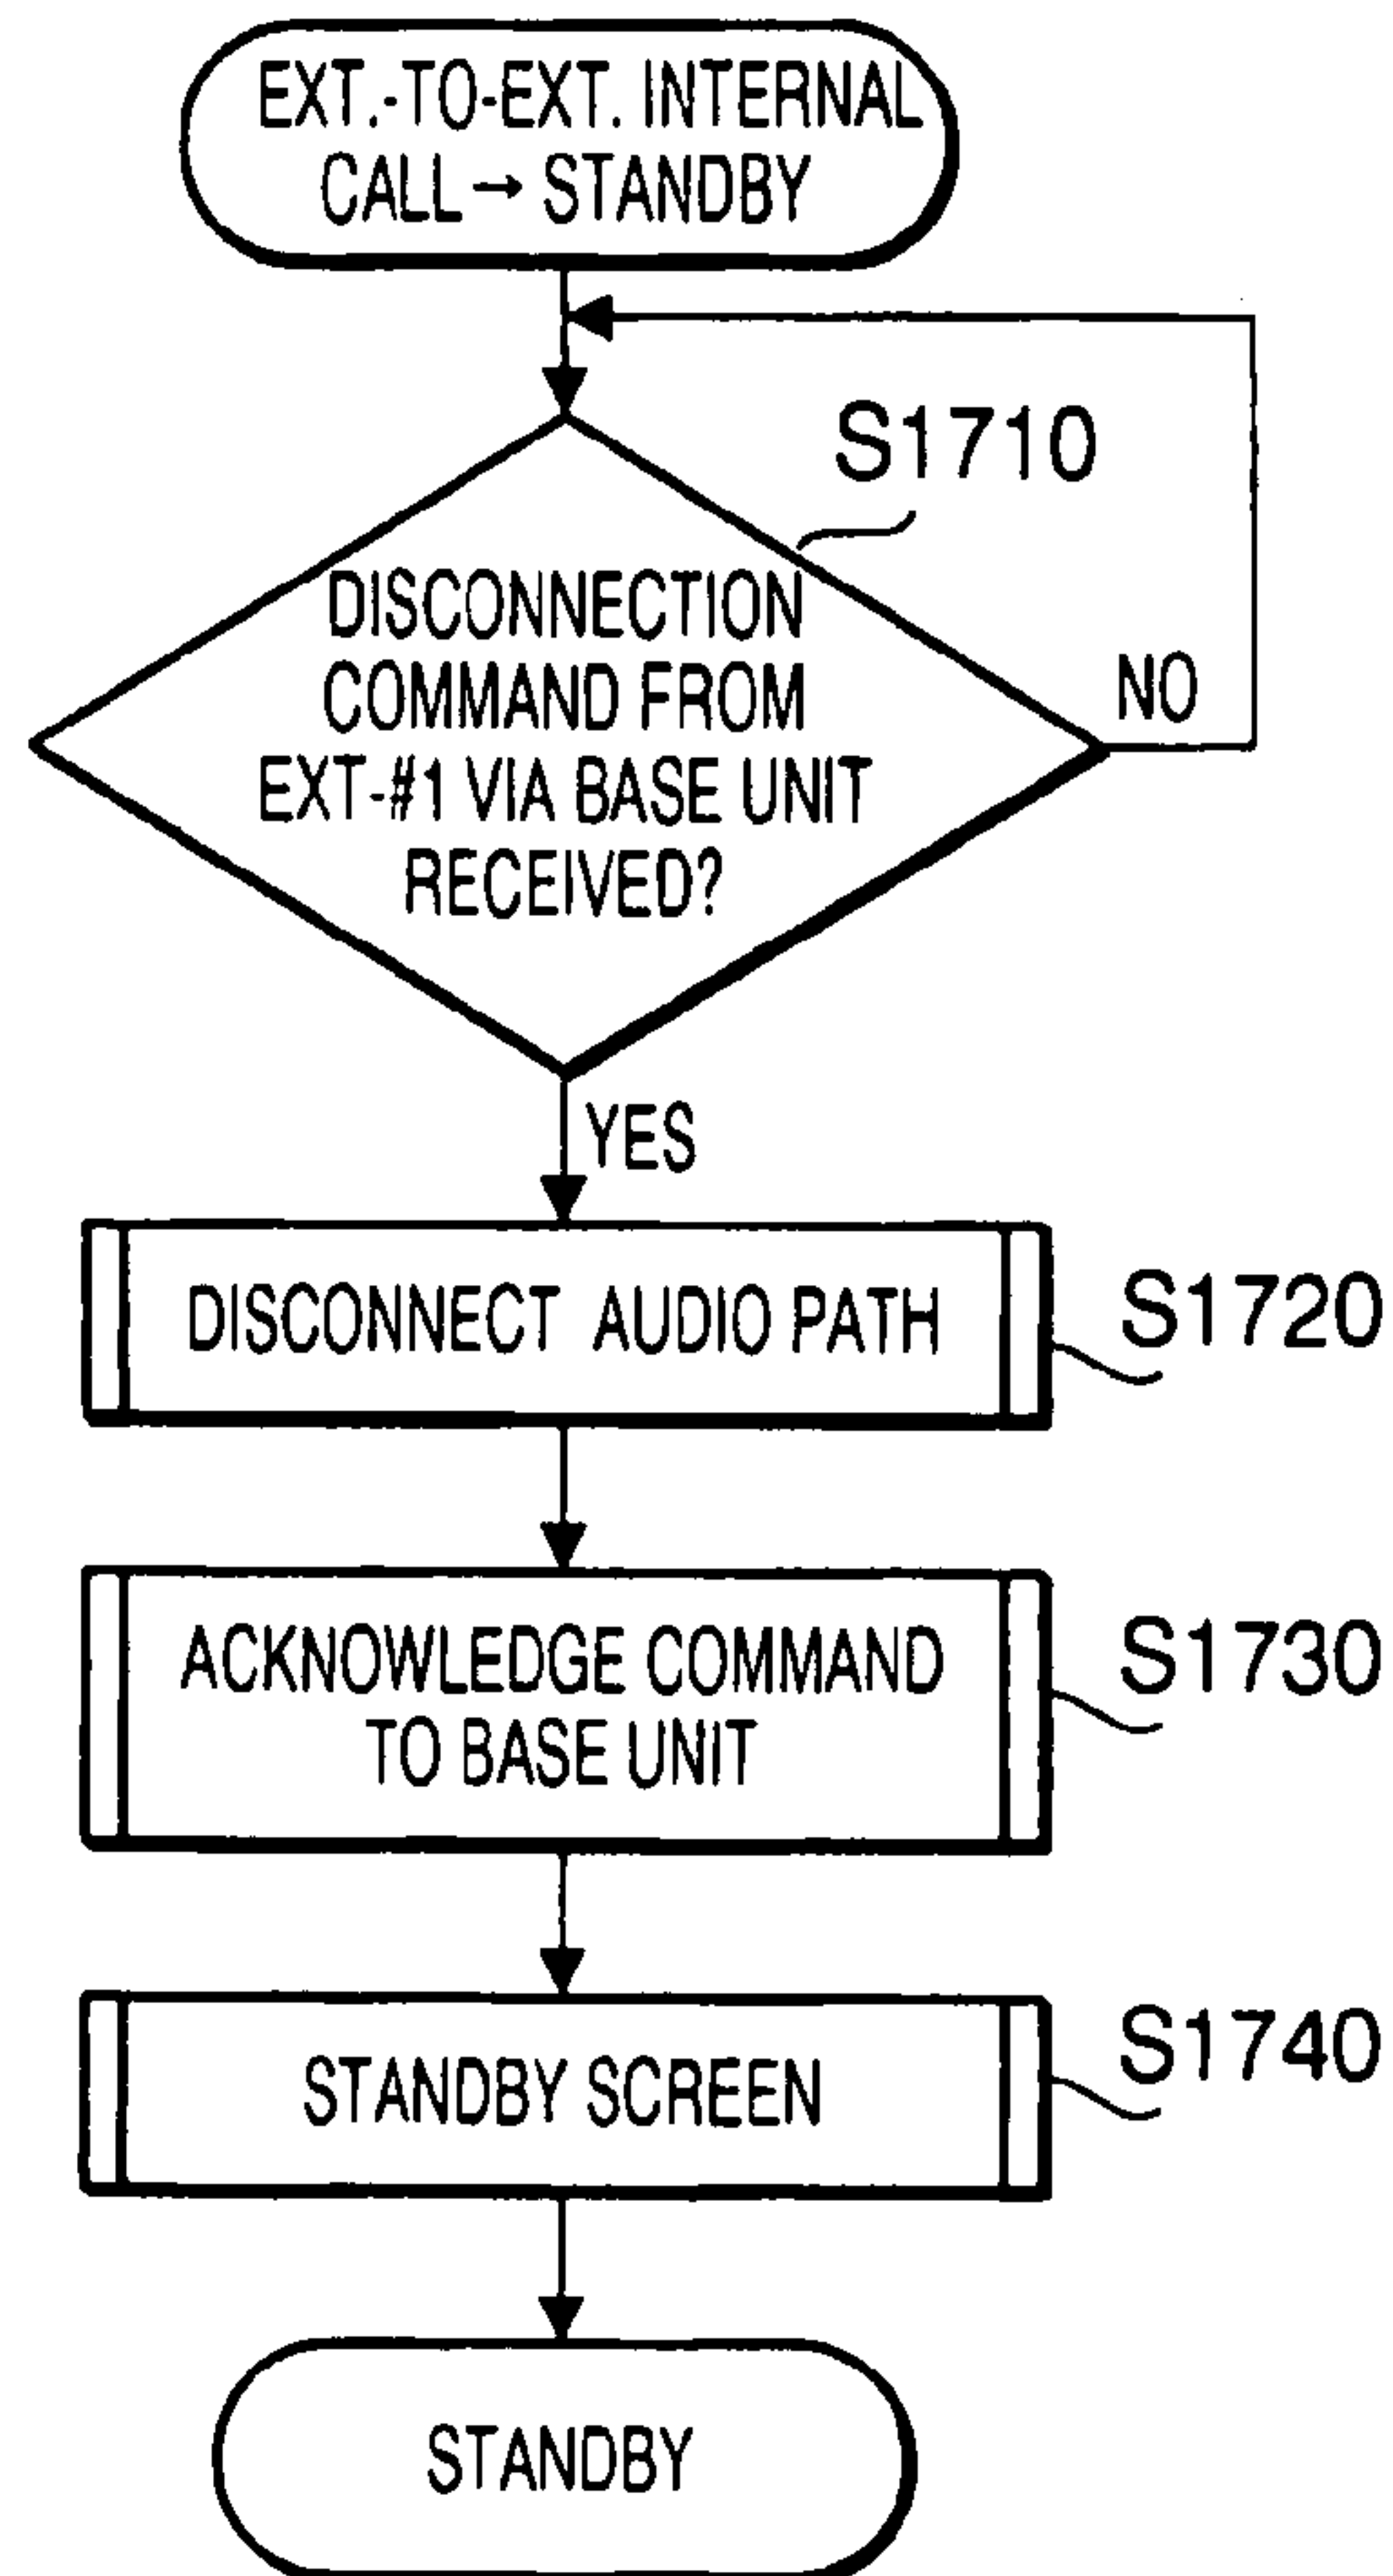 EXT.-TO-EXT. INTERNAL
CALL → STANDBY
S1710
DISCONNECTION
COMMAND FROM
EXT-#1 VIA BASE UNIT
RECEIVED?
NO
YES
DISCONNECT AUDIO PATH
S1720
ACKNOWLEDGE COMMAND
TO BASE UNIT
S1730
STANDBY SCREEN
S1740
STANDBY